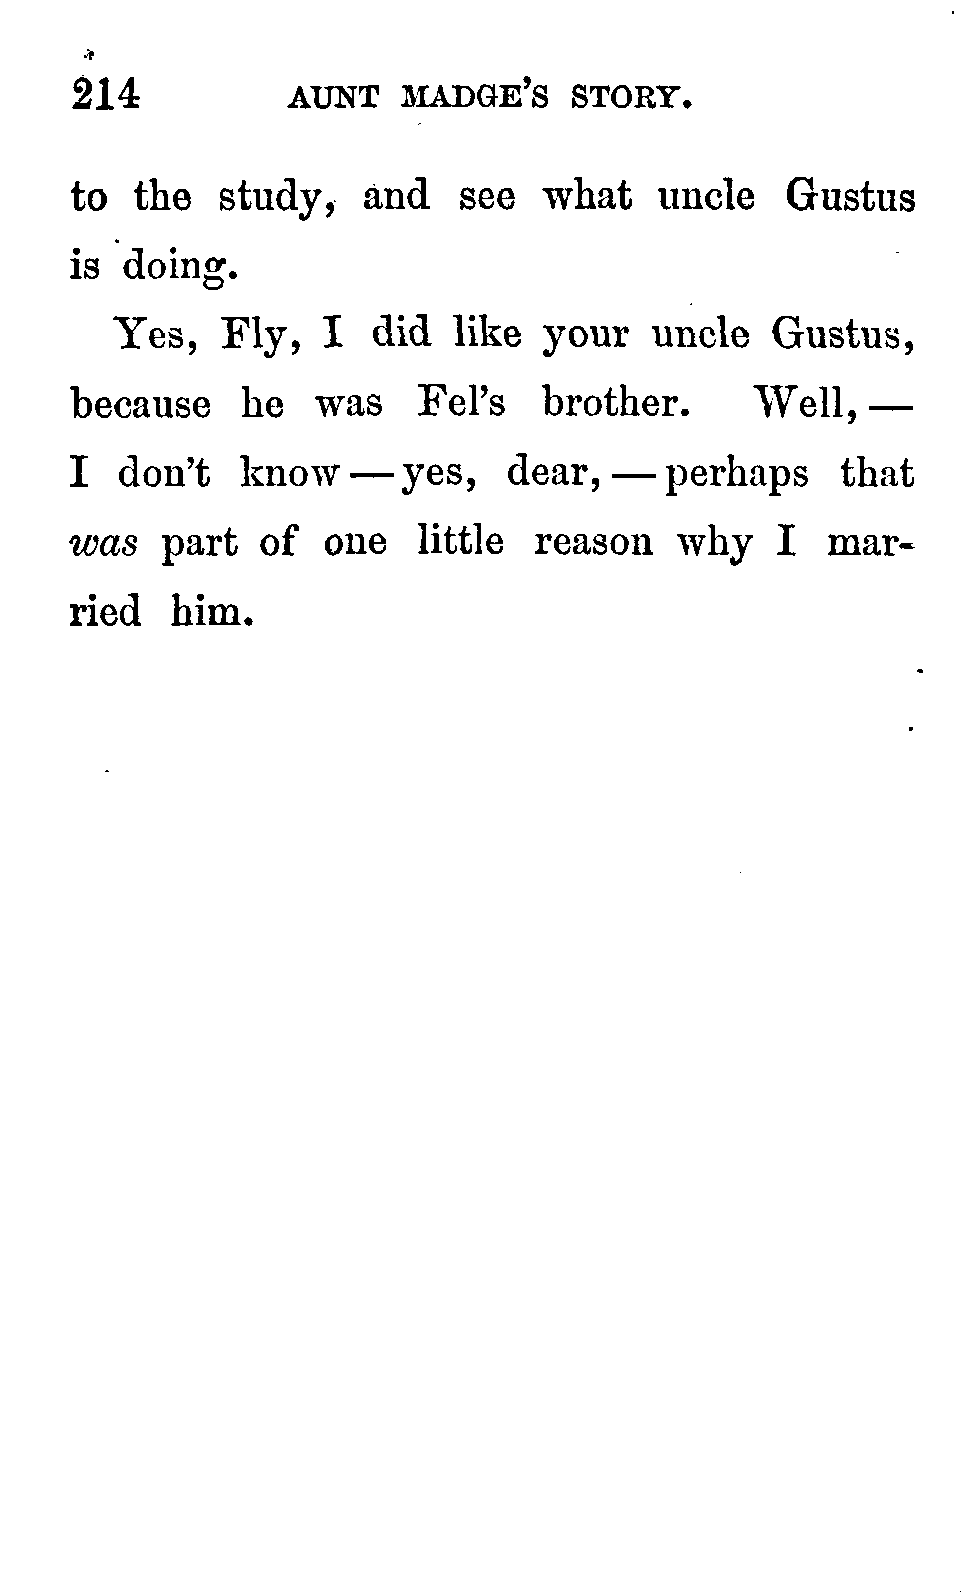 214 AUNT MADGE'S STORY.
to the study, and see what uncle Gustus
is doing.
Yes, Fly, I did like your uncle Gustus,
because he was Fel's brother. Well, —
I don't know — yes, dear, — perhaps that
was part of one little reason why I mar-
ried him.